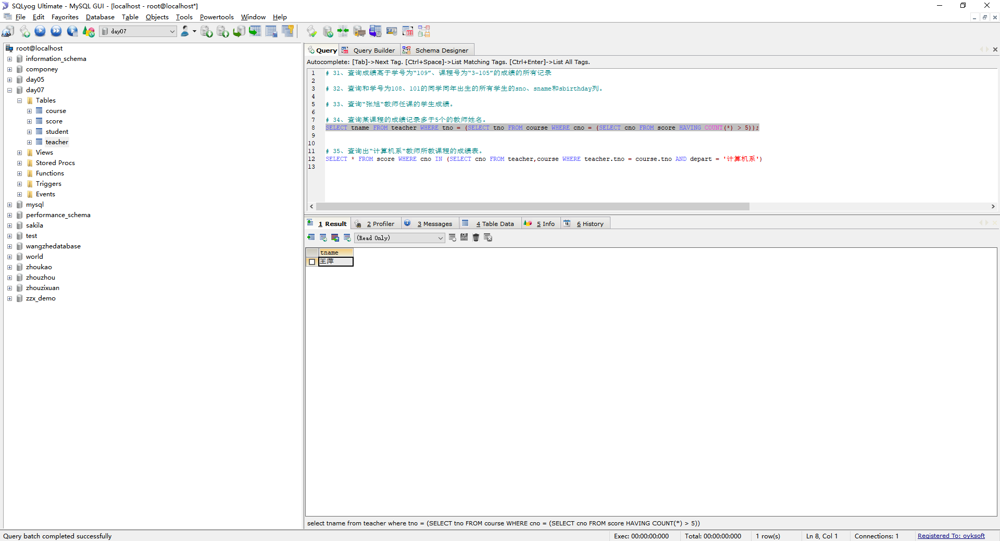 SQLyog Ultimate - MySQL GUI - [localhost - root@localhost*]
File Edit Favorites Database Table Objects Tools Powertools Window Help
day07
root@localhost
information_schema
componey
day05
day07
Tables
course
score
student
teacher
Views
Stored Procs
Functions
Triggers
Events
mysql
performance_schema
sakila
test
wangzhedatabase
world
zhoukao
zhouzhou
zhouzixuan
zzx_demo
Query Query Builder Schema Designer
Autocomplete: [Tab]->Next Tag. [Ctrl+Space]->List Matching Tags. [Ctrl+Enter]->List All Tags.
1 # 31、查询成绩高于学号为“109”、课程号为“3-105”的成绩的所有记录
2
3 # 32、查询和学号为108、101的同学同年出生的所有学生的sno、sname和sbirthday列。
4
5 # 33、查询“张旭“教师任课的学生成绩。
6
7 # 34、查询某课程的成绩记录多于5个的教师姓名。
8 SELECT tname FROM teacher WHERE tno = (SELECT tno FROM course WHERE cno = (SELECT cno FROM score HAVING COUNT(*) > 5));
9
10
11 # 35、查询出“计算机系“教师所教课程的成绩表。
12 SELECT * FROM score WHERE cno IN (SELECT cno FROM teacher,course WHERE teacher.tno = course.tno AND depart = '计算机系')
13
1 Result 2 Profiler 3 Messages 4 Table Data 5 Info 6 History
(Read Only)
tname
王萍
select tname from teacher where tno = (SELECT tno FROM course WHERE cno = (SELECT cno FROM score HAVING COUNT(*) > 5))
Query batch completed successfully Exec: 00:00:00:000 Total: 00:00:00:000 1 row(s) Ln 8, Col 1 Connections: 1 Registered To: oyksoft